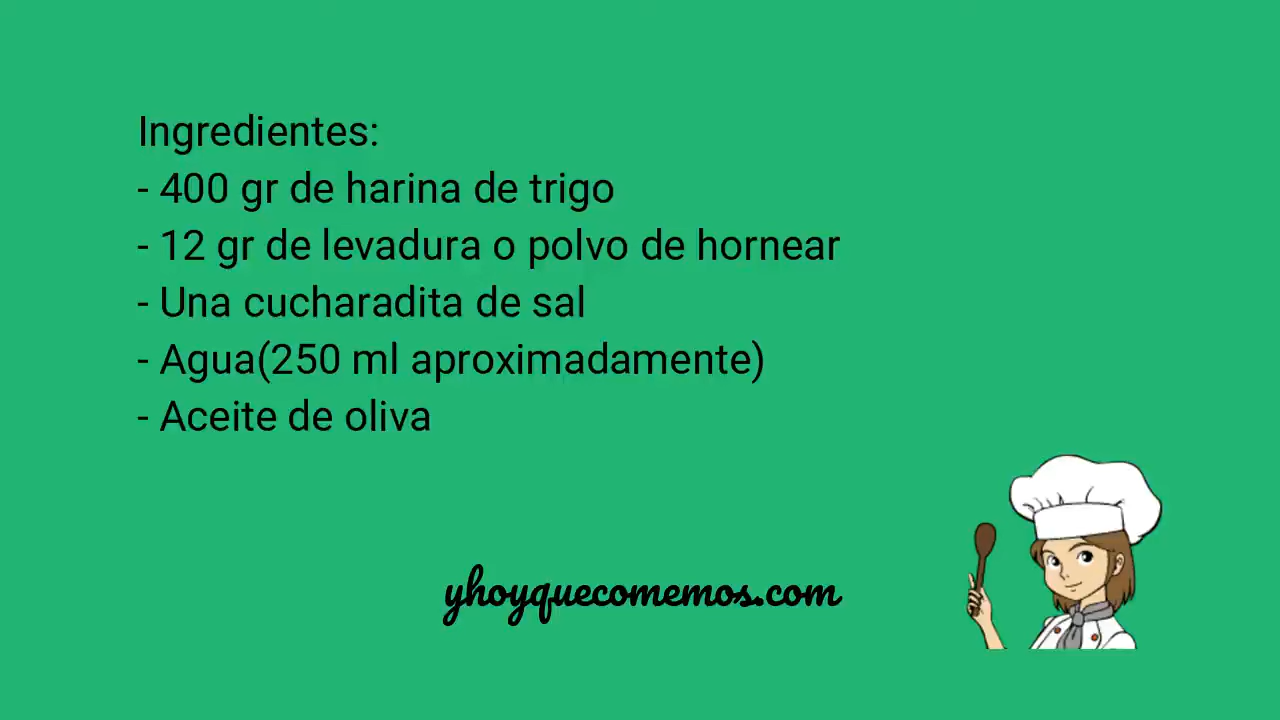 Ingredientes:
- 400 gr de harina de trigo
- 12 gr de levadura o polvo de hornear
- Una cucharadita de sal
- Agua(250 ml aproximadamente)
- Aceite de oliva
yhoyquecomemos.com